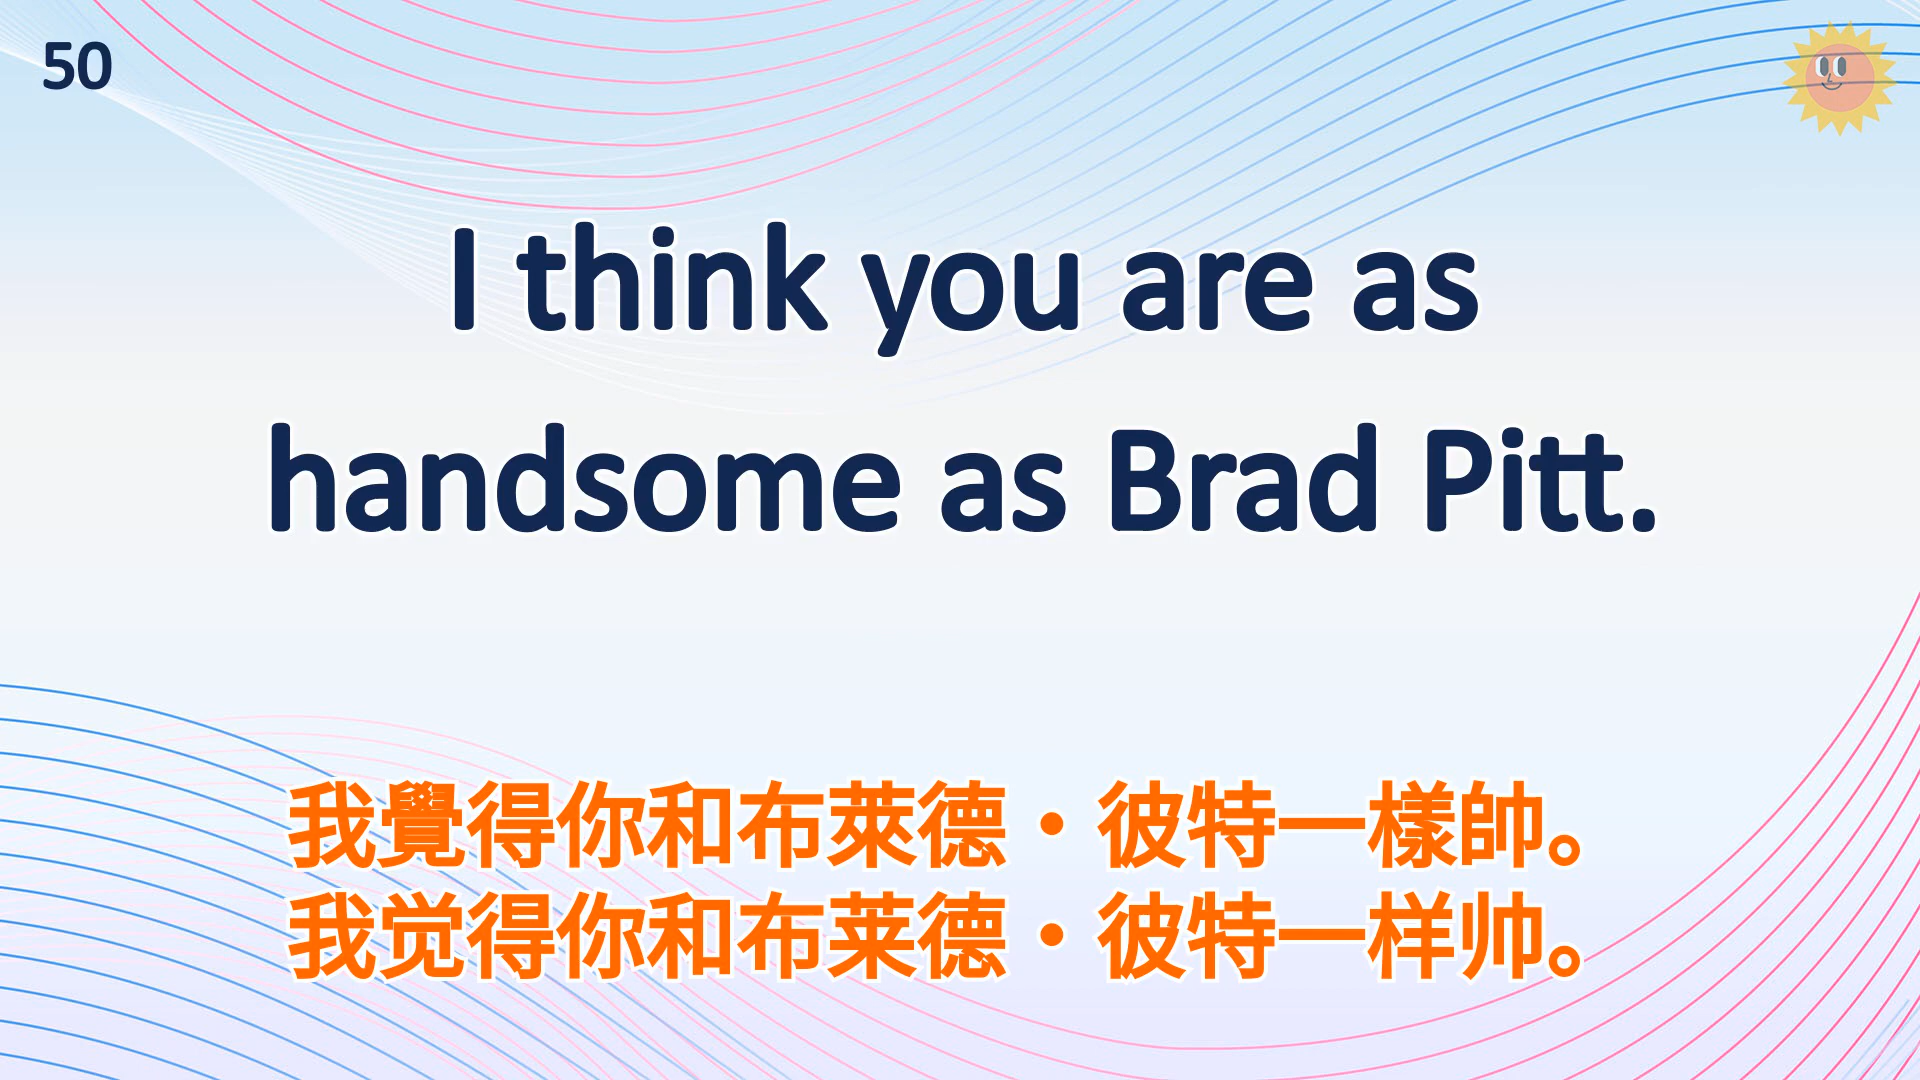 50
I think you are as
handsome as Brad Pitt.
我覺得你和布萊德・彼特一樣帥。
我觉得你和布莱德・彼特一样帅。